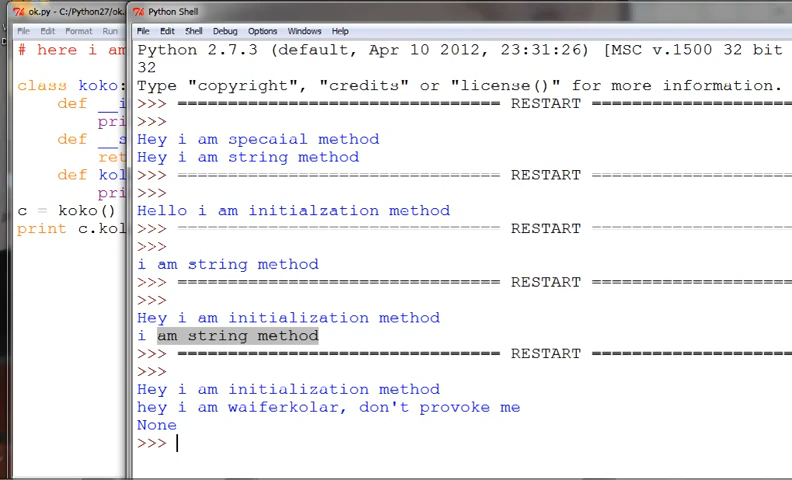 ok.py - C:/Python27/ok.
File Edit Format Run
# here i am
class koko:
def __i
pri
def __s
ret
def kol
pri
c = koko()
print c.kol
Python Shell
File Edit Shell Debug Options Windows Help
Python 2.7.3 (default, Apr 10 2012, 23:31:26) [MSC v.1500 32 bit
32
Type "copyright", "credits" or "license()" for more information.
>>> ================================ RESTART ====================
>>>
Hey i am specaial method
Hey i am string method
>>> ================================ RESTART ====================
>>>
Hello i am initialzation method
>>> ================================ RESTART ====================
>>>
i am string method
>>> ================================ RESTART ====================
>>>
Hey i am initialization method
i am string method
>>> ================================ RESTART ====================
>>>
Hey i am initialization method
hey i am waiferkolar, don't provoke me
None
>>>